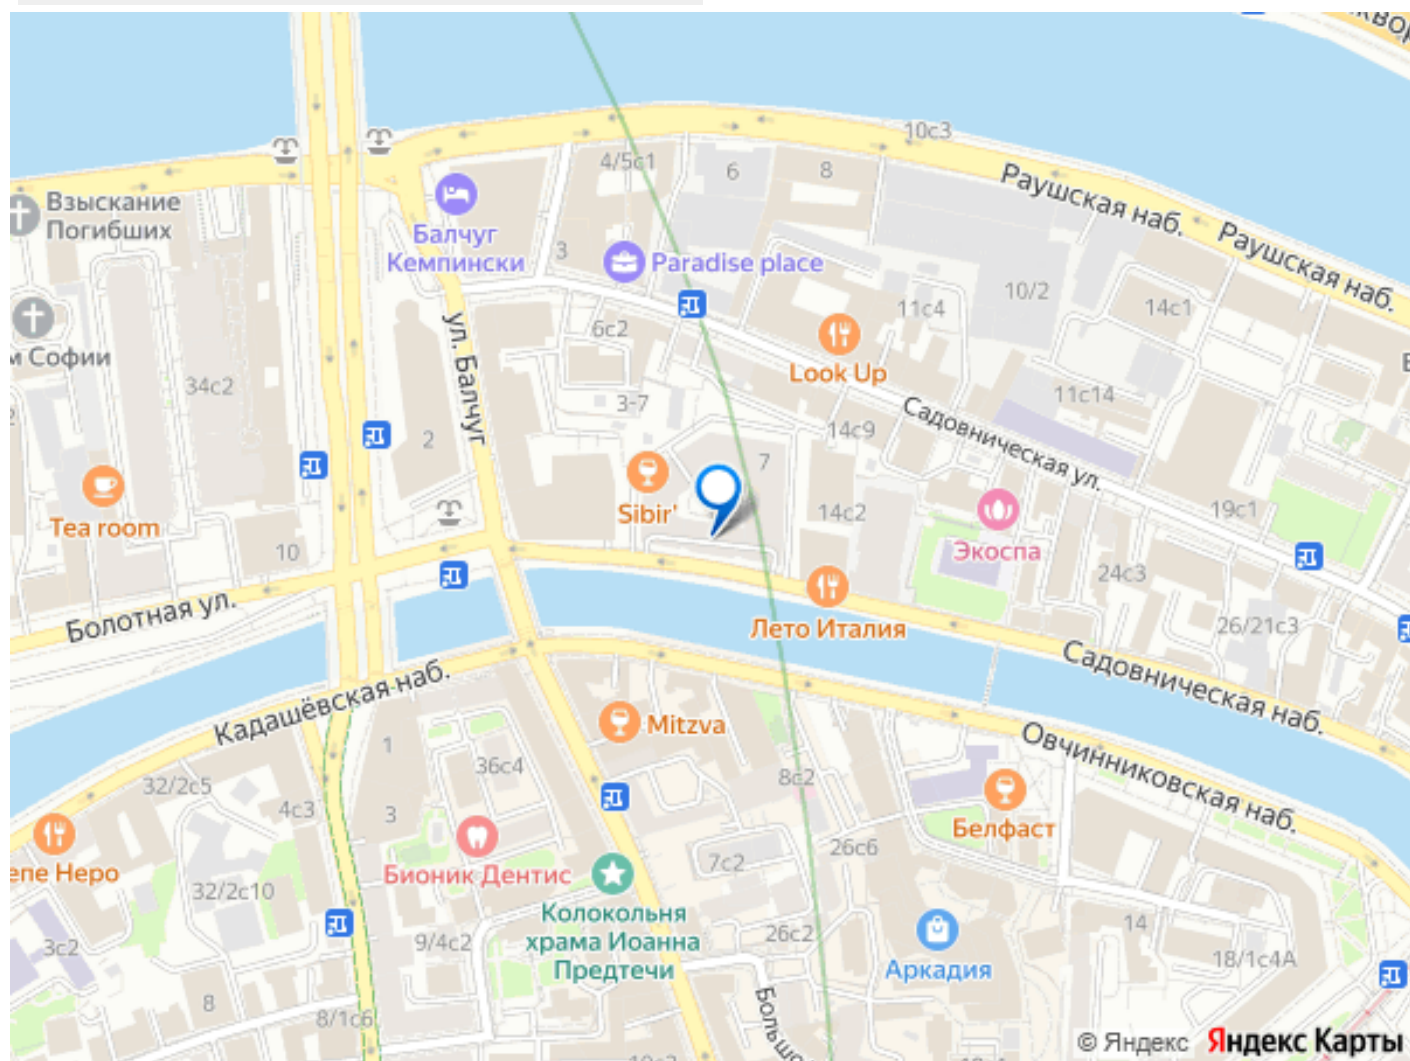 10с3
Взыскание
Погибших
Балчуг
Кемпински
4/5с1
6
8
Раушская наб.
Раушская наб.
3
Paradise place
11с4
10/2
14с1
м Софии
34с2
ул. Балчуг
6с2
Look Up
11с14
3-7
2
14с9
Садовническая ул.
7
Tea room
Sibir'
14с2
19с1
Экоспа
10
24с3
Болотная ул.
Лето Италия
26/21с3
Садовническая наб.
Кадашёвская наб.
Mitzva
Овчинниковская наб.
1
36с4
32/2с5
4с3
3
8с2
Белфаст
епе Неро
Бионик Дентис
7с2
26с6
32/2с10
Колокольня
храма Иоанна
Предтечи
9/4с2
26с2
14
3с2
18/1с4А
Аркадия
8
8/1с6
Большо
© Яндекс Яндекс Карты